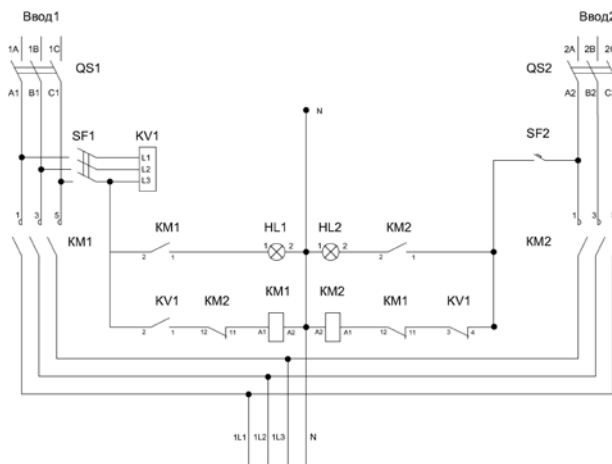 Ввод1 Ввод2
1A 1B 1C 2A 2B
QS1 QS2
A1 B1 C1 A2 B2
N
SF1 KV1 SF2
L1
L2
L3
1 3 5 1 3
KM1 HL1 HL2 KM2
KM1 1 2 1 2 KM2
2 1 2 1
KV1 KM2 KM1 KM2 KM1 KV1
2 1 12 11 A1 A2 A2 A1 12 11 3 4
1L1 1L2 1L3 N